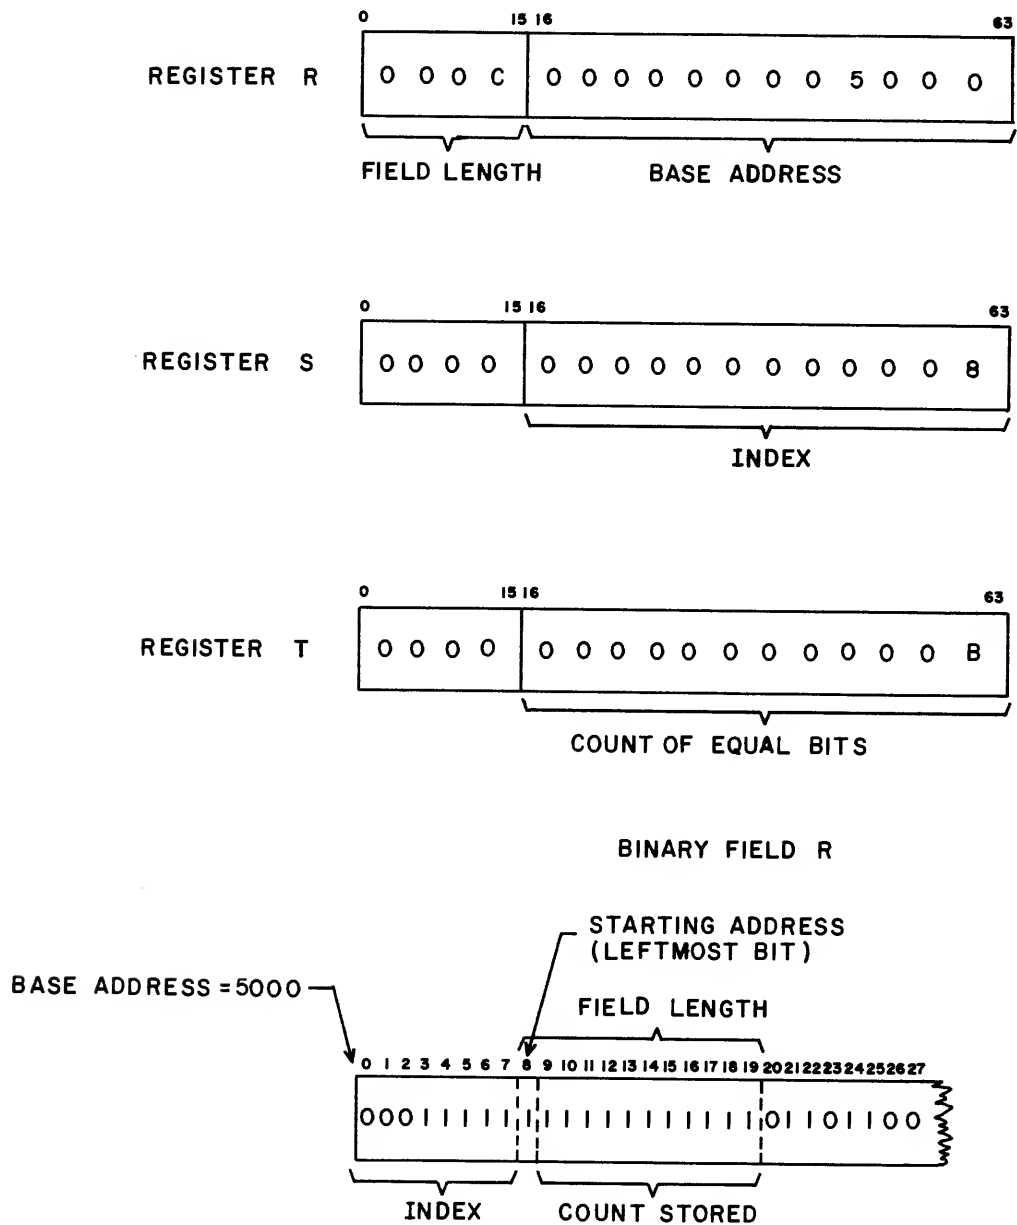 0 15 16 63
REGISTER R 0 0 0 C 0 0 0 0 0 0 0 0 5 0 0 0
FIELD LENGTH BASE ADDRESS
0 15 16 63
REGISTER S 0 0 0 0 0 0 0 0 0 0 0 0 0 0 0 8
INDEX
0 15 16 63
REGISTER T 0 0 0 0 0 0 0 0 0 0 0 0 0 0 0 B
COUNT OF EQUAL BITS
BINARY FIELD R
STARTING ADDRESS
(LEFTMOST BIT)
BASE ADDRESS = 5000
FIELD LENGTH
0 1 2 3 4 5 6 7 8 9 10 11 12 13 14 15 16 17 18 19 20 21 22 23 24 25 26 27
0 0 0 1 1 1 1 1 1 1 1 1 1 1 1 1 1 1 1 1 0 1 1 0 1 1 0 0
INDEX COUNT STORED